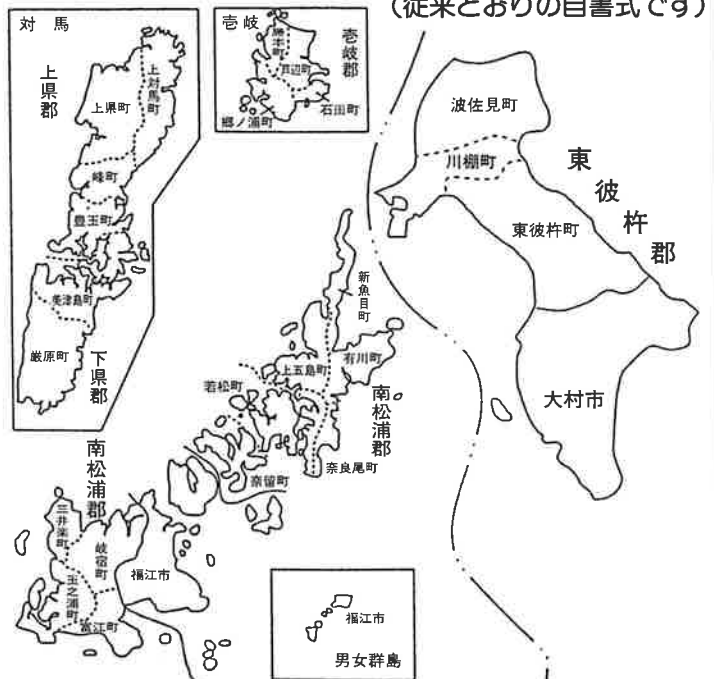 (従来とおりの自書式です)
対馬
上県郡
上対馬町
上県町
峰町
豊玉町
美津島町
厳原町
下県郡
壱岐
壱岐郡
勝本町
芦辺町
石田町
郷ノ浦町
波佐見町
川棚町
東彼杵町
東彼杵郡
大村市
新魚目町
有川町
上五島町
若松町
南松浦郡
奈良尾町
奈留町
南松浦郡
三井楽町
岐宿町
玉之浦町
福江市
富江町
福江市
男女群島